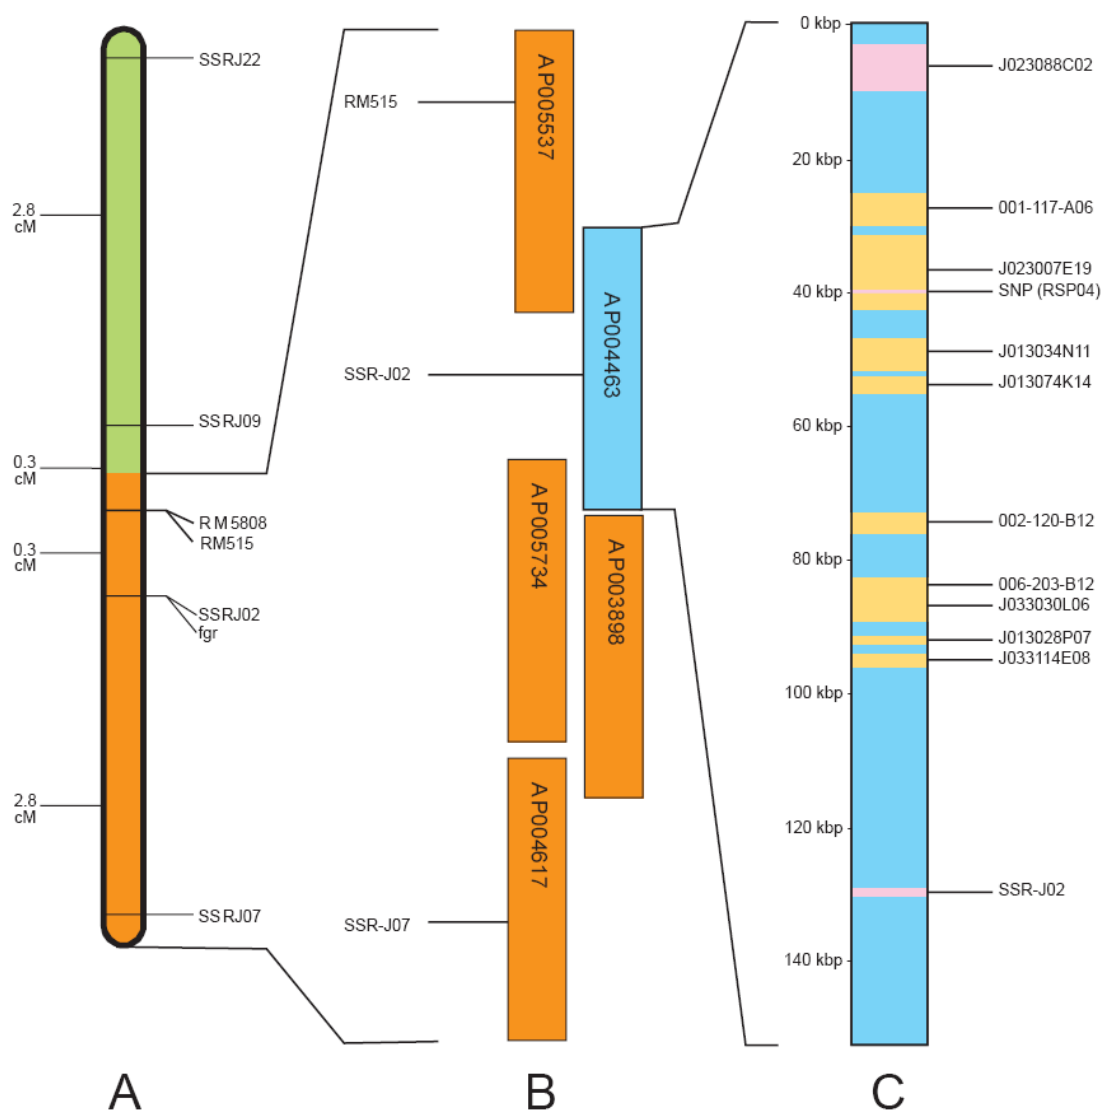 SSRJ22
2.8
cM
SSRJ09
0.3
cM
RM5808
RM515
0.3
cM
SSRJ02
fgr
2.8
cM
SSRJ07
A
RM515
AP005537
AP004463
SSR-J02
AP005734
AP003898
AP004617
SSR-J07
B
0 kbp
J023088C02
20 kbp
001-117-A06
J023007E19
SNP (RSP04)
40 kbp
J013034N11
J013074K14
60 kbp
002-120-B12
80 kbp
006-203-B12
J033030L06
J013028P07
J033114E08
100 kbp
120 kbp
SSR-J02
140 kbp
C